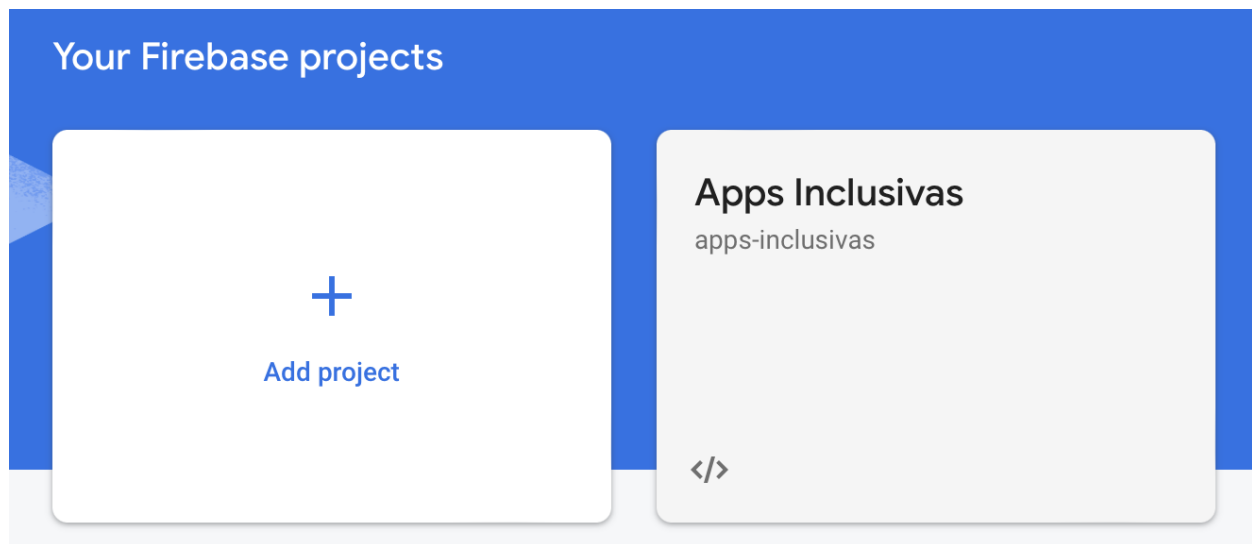 Your Firebase projects
Add project
Apps Inclusivas
apps-inclusivas
</>